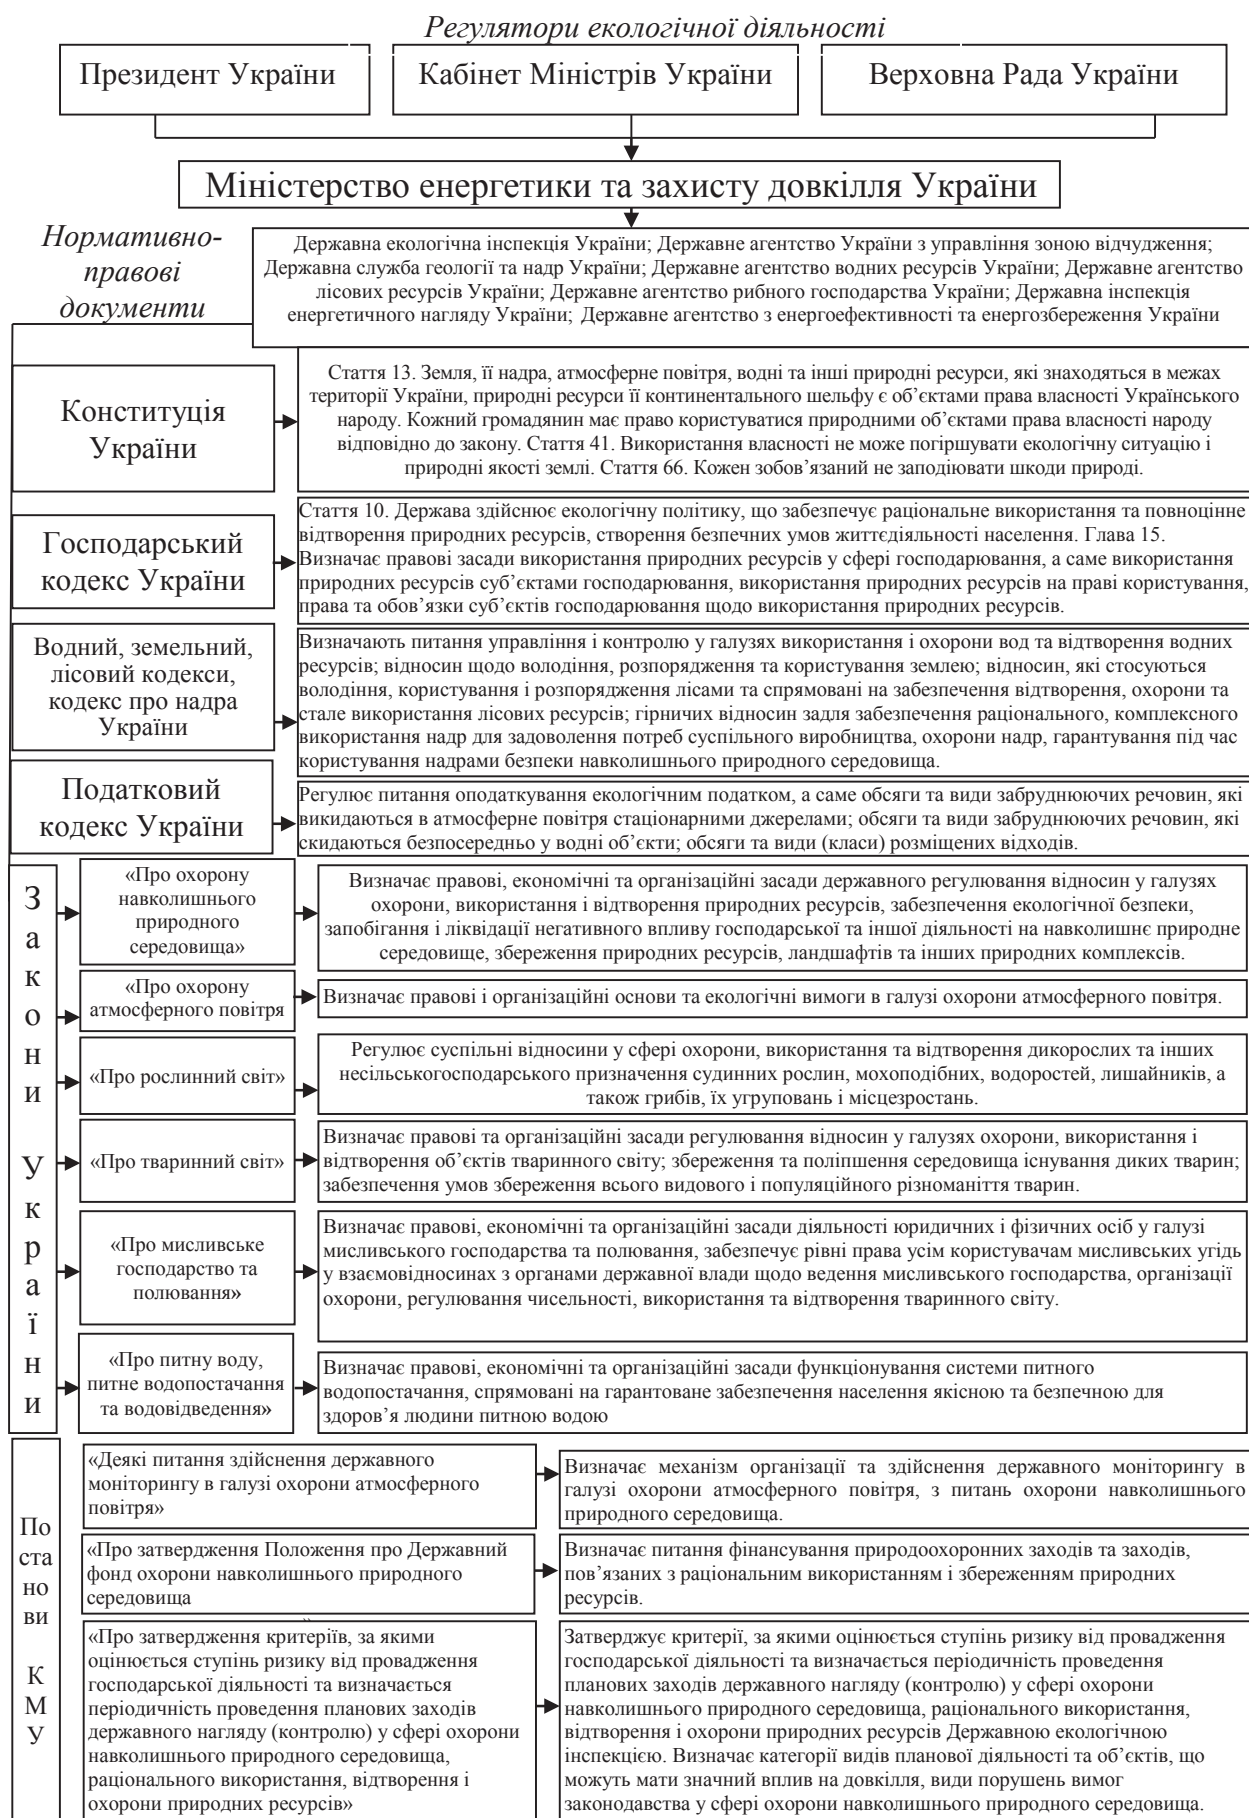 Регулятори екологічної діяльності
Президент України
Кабінет Міністрів України
Верховна Рада України
Міністерство енергетики та захисту довкілля України
Нормативно-
правові
документи
Державна екологічна інспекція України; Державне агентство України з управління зоною відчудження;
Державна служба геології та надр України; Державне агентство водних ресурсів України; Державне агентство
лісових ресурсів України; Державне агентство рибного господарства України; Державна інспекція
енергетичного нагляду України; Державне агентство з енергоефективності та енергозбереження України
Конституція
України
Стаття 13. Земля, її надра, атмосферне повітря, водні та інші природні ресурси, які знаходяться в межах
території України, природні ресурси її континентального шельфу є об’єктами права власності Українського
народу. Кожний громадянин має право користуватися природними об’єктами права власності народу
відповідно до закону. Стаття 41. Використання власності не може погіршувати екологічну ситуацію і
природні якості землі. Стаття 66. Кожен зобов’язаний не заподіювати шкоди природі.
Господарський
кодекс України
Стаття 10. Держава здійснює екологічну політику, що забезпечує раціональне використання та повноцінне
відтворення природних ресурсів, створення безпечних умов життєдіяльності населення. Глава 15.
Визначає правові засади використання природних ресурсів у сфері господарювання, а саме використання
природних ресурсів суб’єктами господарювання, використання природних ресурсів на праві користування,
права та обов’язки суб’єктів господарювання щодо використання природних ресурсів.
Водний, земельний,
лісовий кодекси,
кодекс про надра
України
Визначають питання управління і контролю у галузях використання і охорони вод та відтворення водних
ресурсів; відносин щодо володіння, розпорядження та користування землею; відносин, які стосуються
володіння, користування і розпорядження лісами та спрямовані на забезпечення відтворення, охорони та
стале використання лісових ресурсів; гірничих відносин задля забезпечення раціонального, комплексного
використання надр для задоволення потреб суспільного виробництва, охорони надр, гарантування під час
користування надрами безпеки навколишнього природного середовища.
Податковий
кодекс України
Регулює питання оподаткування екологічним податком, а саме обсяги та види забруднюючих речовин, які
викидаються в атмосферне повітря стаціонарними джерелами; обсяги та види забруднюючих речовин, які
скидаються безпосередньо у водні об’єкти; обсяги та види (класи) розміщених відходів.
Закони України
«Про охорону
навколишнього
природного
середовища»
Визначає правові, економічні та організаційні засади державного регулювання відносин у галузях
охорони, використання і відтворення природних ресурсів, забезпечення екологічної безпеки,
запобігання і ліквідації негативного впливу господарської та іншої діяльності на навколишнє природне
середовище, збереження природних ресурсів, ландшафтів та інших природних комплексів.
«Про охорону
атмосферного повітря
Визначає правові і організаційні основи та екологічні вимоги в галузі охорони атмосферного повітря.
«Про рослинний світ»
Регулює суспільні відносини у сфері охорони, використання та відтворення дикорослих та інших
несільськогосподарського призначення судинних рослин, мохоподібних, водоростей, лишайників, а
також грибів, їх угруповань і місцезростань.
«Про тваринний світ»
Визначає правові та організаційні засади регулювання відносин у галузях охорони, використання і
відтворення об’єктів тваринного світу; збереження та поліпшення середовища існування диких тварин;
забезпечення умов збереження всього видового і популяційного різноманіття тварин.
«Про мисливське
господарство та
полювання»
Визначає правові, економічні та організаційні засади діяльності юридичних і фізичних осіб у галузі
мисливського господарства та полювання, забезпечує рівні права усім користувачам мисливських угідь
у взаємовідносинах з органами державної влади щодо ведення мисливського господарства, організації
охорони, регулювання чисельності, використання та відтворення тваринного світу.
«Про питну воду,
питне водопостачання
та водовідведення»
Визначає правові, економічні та організаційні засади функціонування системи питного
водопостачання, спрямовані на гарантоване забезпечення населення якісною та безпечною для
здоров’я людини питною водою
По
ста
но
ви
К
М
У
«Деякі питання здійснення державного
моніторингу в галузі охорони атмосферного
повітря»
Визначає механізм організації та здійснення державного моніторингу в
галузі охорони атмосферного повітря, з питань охорони навколишнього
природного середовища.
«Про затвердження Положення про Державний
фонд охорони навколишнього природного
середовища
Визначає питання фінансування природоохоронних заходів та заходів,
пов’язаних з раціональним використанням і збереженням природних
ресурсів.
«Про затвердження критеріїв, за якими
оцінюється ступінь ризику від провадження
господарської діяльності та визначається
періодичність проведення планових заходів
державного нагляду (контролю) у сфері охорони
навколишнього природного середовища,
раціонального використання, відтворення і
охорони природних ресурсів»
Затверджує критерії, за якими оцінюється ступінь ризику від провадження
господарської діяльності та визначається періодичність проведення
планових заходів державного нагляду (контролю) у сфері охорони
навколишнього природного середовища, раціонального використання,
відтворення і охорони природних ресурсів Державною екологічною
інспекцією. Визначає категорії видів планової діяльності та об’єктів, що
можуть мати значний вплив на довкілля, види порушень вимог
законодавства у сфері охорони навколишнього природного середовища.